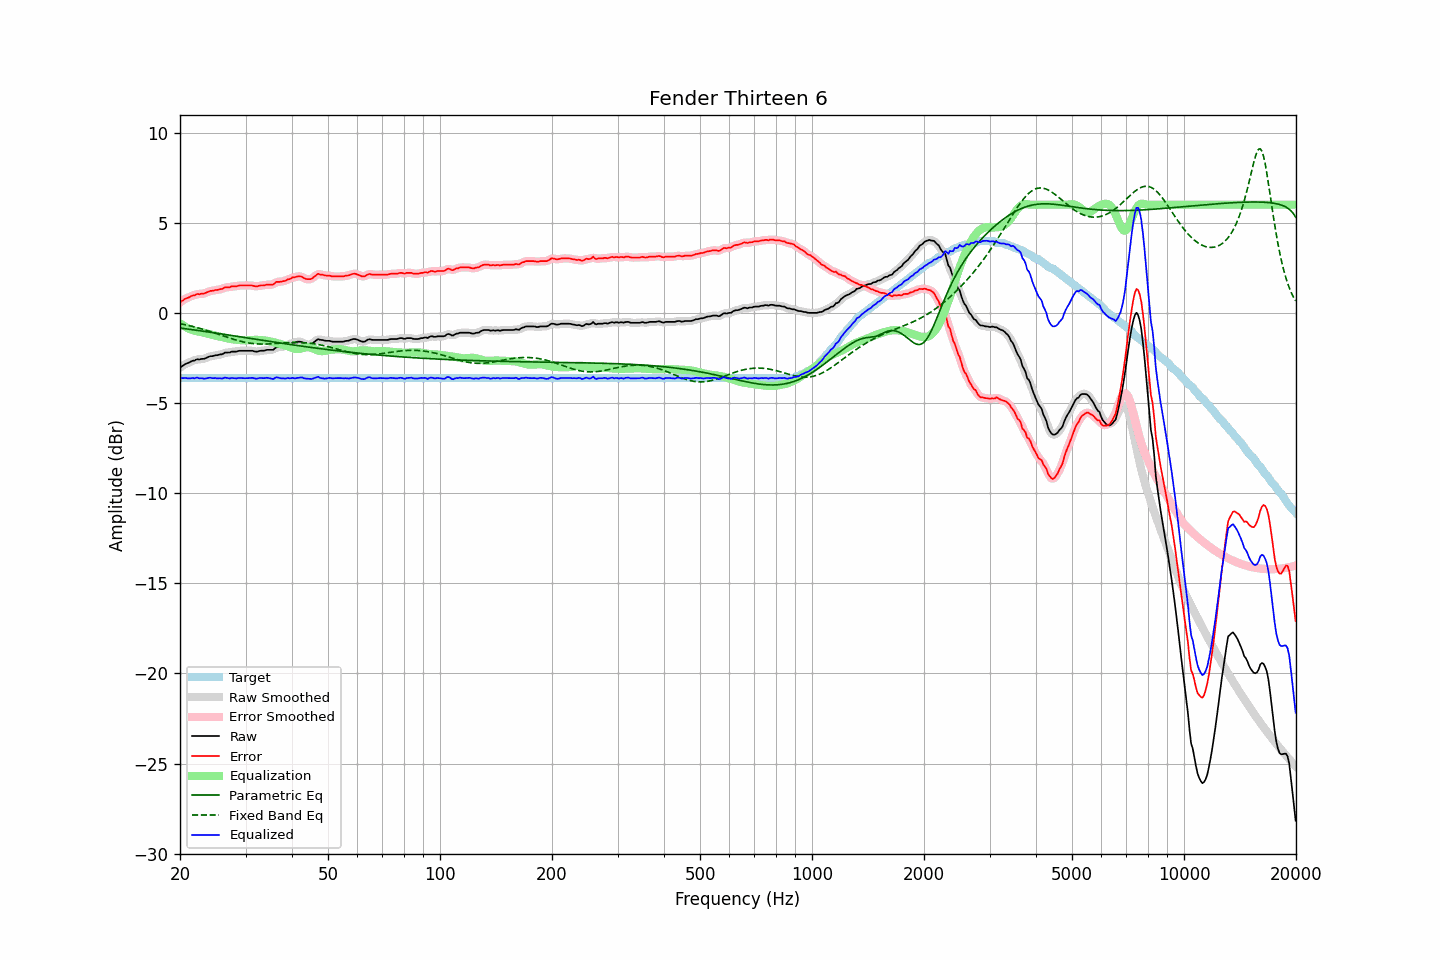 Fender Thirteen 6
Amplitude (dBr)
10
5
0
−5
−10
−15
−20
−25
−30
Target
Raw Smoothed
Error Smoothed
Raw
Error
Equalization
Parametric Eq
Fixed Band Eq
Equalized
20 50 100 200 500 1000 2000 5000 10000 20000
Frequency (Hz)